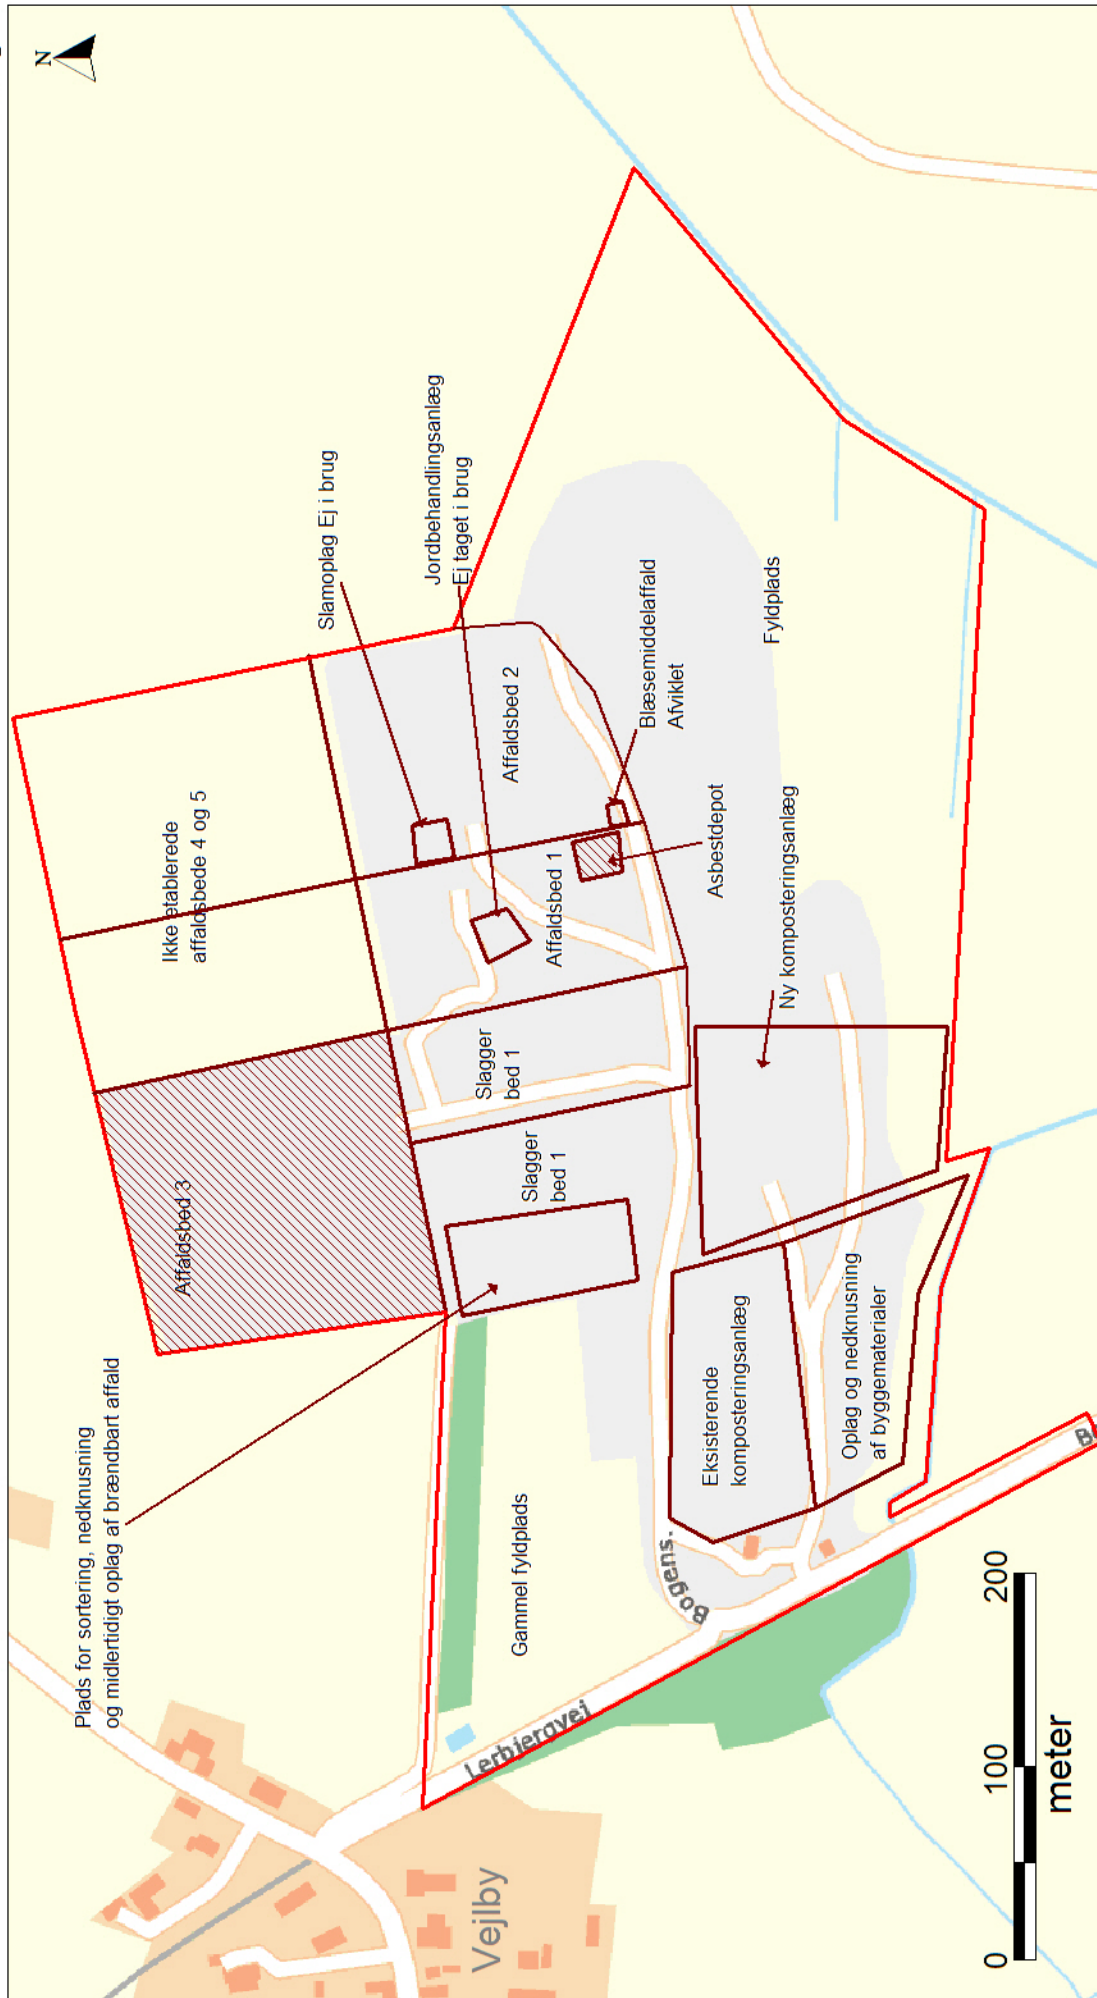 N
Plads for sortering, nedknusning
og midlertidigt oplag af brændbart affald
Affaldsbed 3
Ikke etablerede
affaldsbede 4 og 5
Slamoplag Ej i brug
Jordbehandlingsanlæg
Ej taget i brug
Affaldsbed 2
Affaldsbed 1
Slagger
bed 1
Slagger
bed 1
Blæsemiddelaffald
Afviklet
Asbestdepot
Fyldplads
Ny komposteringsanlæg
Eksisterende
komposteringsanlæg
Oplag og nedknusning
af byggematerialer
Gammel fyldplads
Bogens.
Lerbjergvej
Vejlby
0 100 200
meter